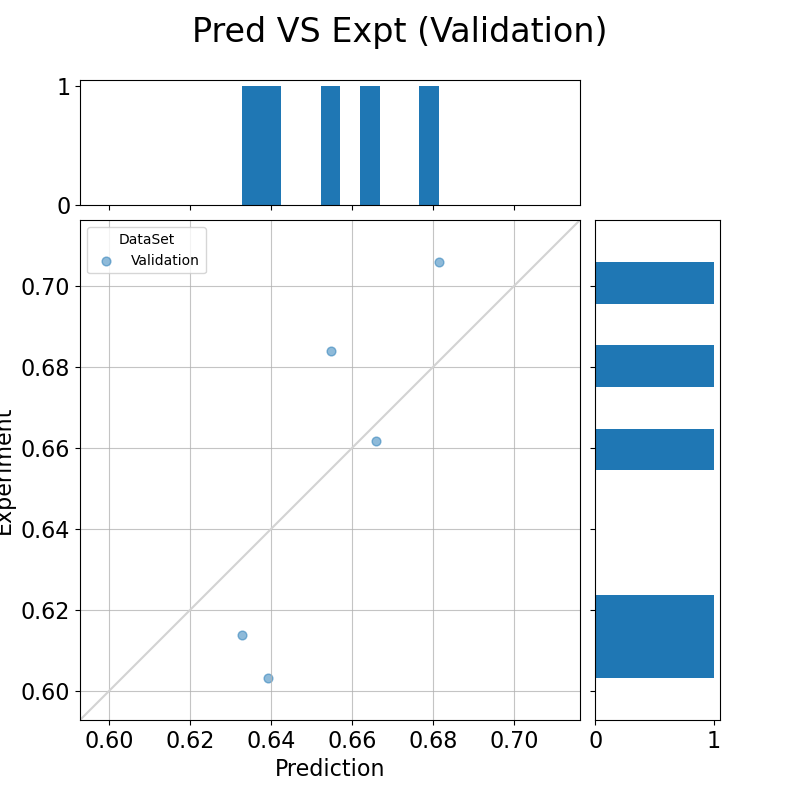 Pred VS Expt (Validation)
1
0
DataSet
Validation
0.70
0.68
0.66
0.64
0.62
0.60
Experiment
0.60 0.62 0.64 0.66 0.68 0.70
0 1
Prediction